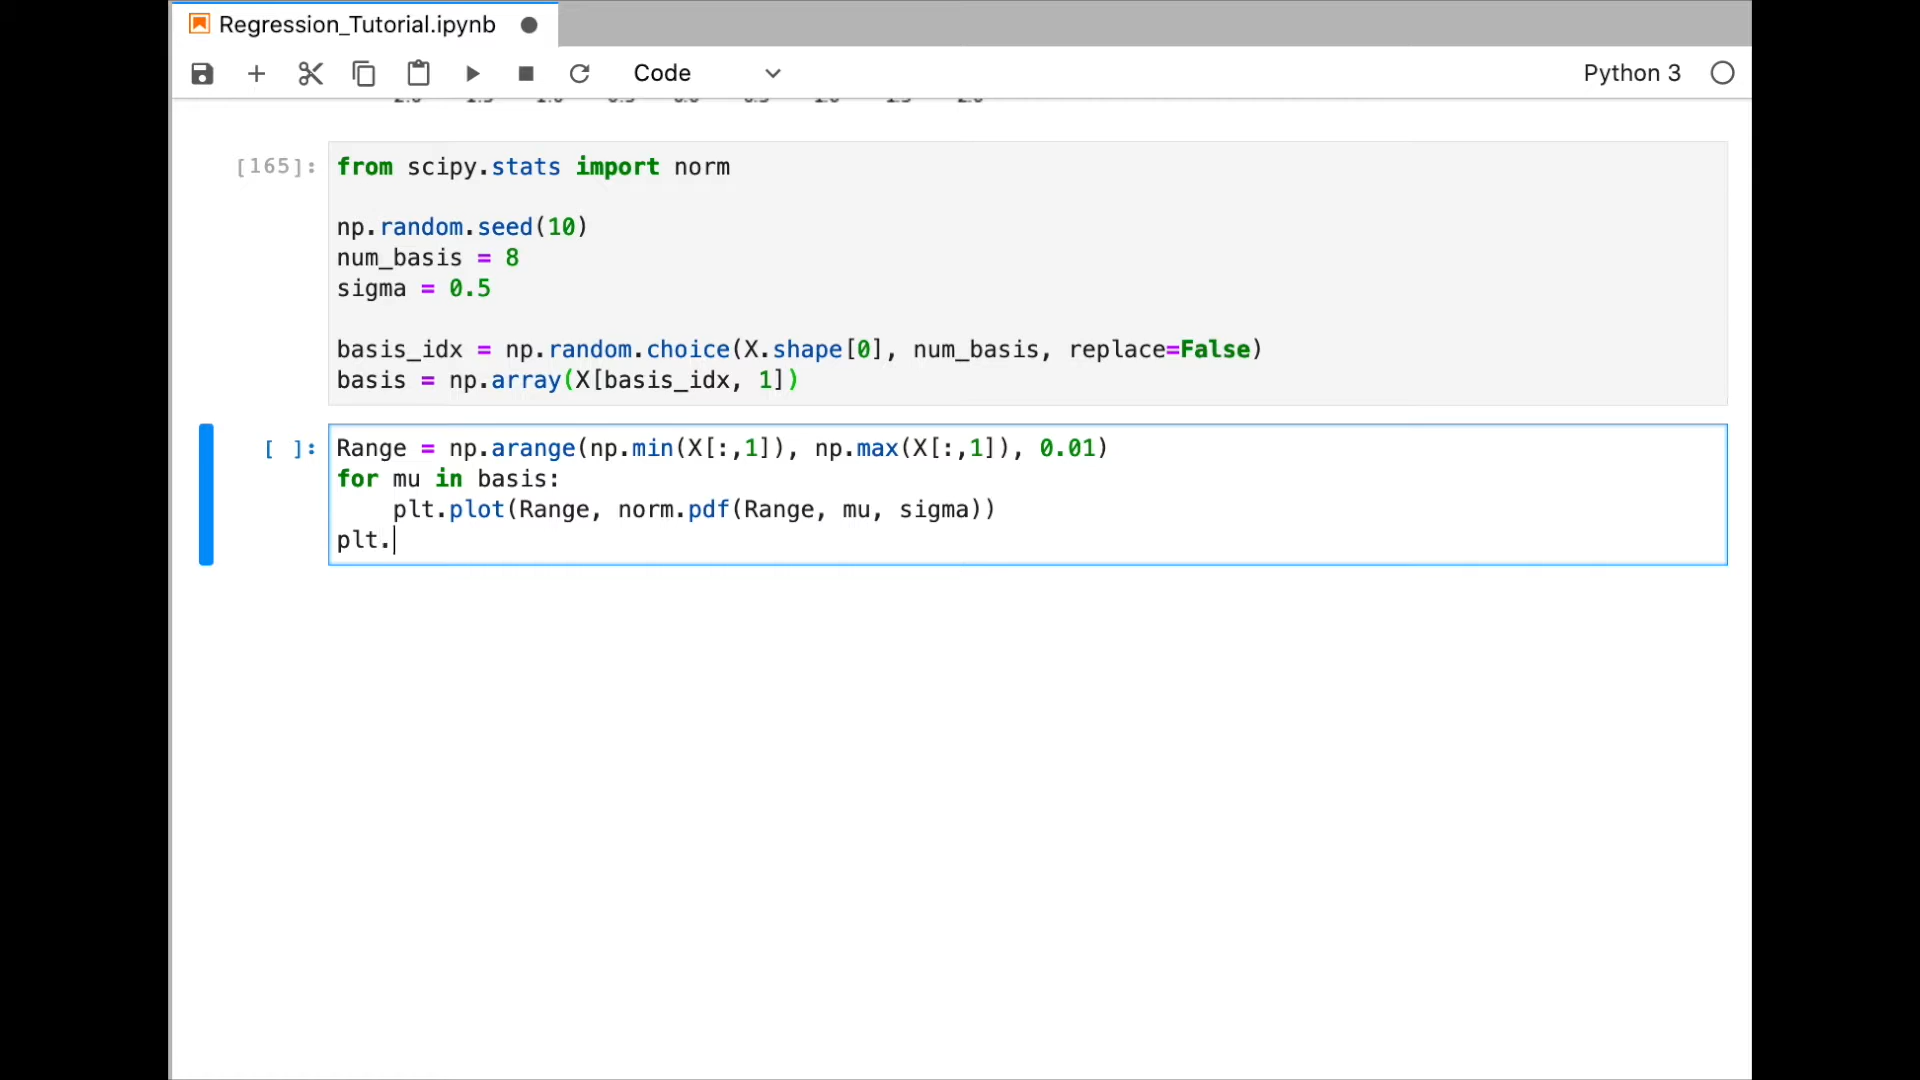 Regression_Tutorial.ipynb
Code
Python 3
[165]:
from scipy.stats import norm
np.random.seed(10)
num_basis = 8
sigma = 0.5
basis_idx = np.random.choice(X.shape[0], num_basis, replace=False)
basis = np.array(X[basis_idx, 1])
[ ]:
Range = np.arange(np.min(X[:,1]), np.max(X[:,1]), 0.01)
for mu in basis:
    plt.plot(Range, norm.pdf(Range, mu, sigma))
plt.